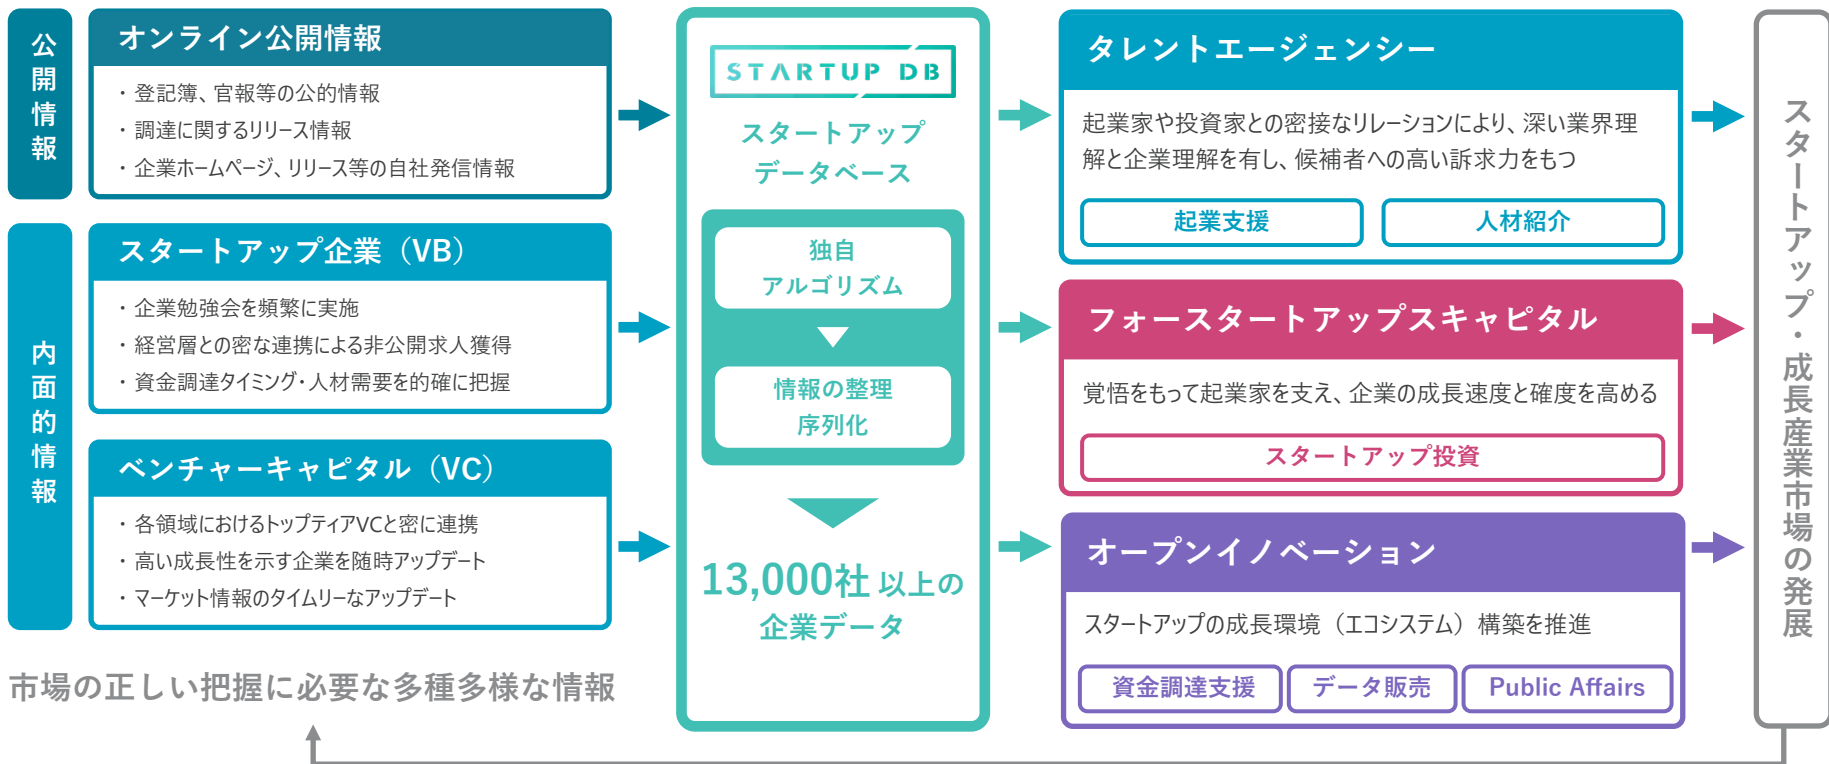 公開情報
オンライン公開情報
・登記簿、官報等の公的情報
・調達に関するリリース情報
・企業ホームページ、リリース等の自社発信情報
内面的情報
スタートアップ企業（VB）
・企業勉強会を頻繁に実施
・経営層との密な連携による非公開求人獲得
・資金調達タイミング・人材需要を的確に把握
ベンチャーキャピタル（VC）
・各領域におけるトップティアVCと密に連携
・高い成長性を示す企業を随時アップデート
・マーケット情報のタイムリーなアップデート
市場の正しい把握に必要な多種多様な情報
STARTUP DB
スタートアップ
データベース
独自
アルゴリズム
情報の整理
序列化
13,000社 以上の
企業データ
タレントエージェンシー
起業家や投資家との密接なリレーションにより、深い業界理
解と企業理解を有し、候補者への高い訴求力をもつ
起業支援
人材紹介
フォースタートアップスキャピタル
覚悟をもって起業家を支え、企業の成長速度と確度を高める
スタートアップ投資
オープンイノベーション
スタートアップの成長環境（エコシステム）構築を推進
資金調達支援
データ販売
Public Affairs
スタートアップ・成長産業市場の発展